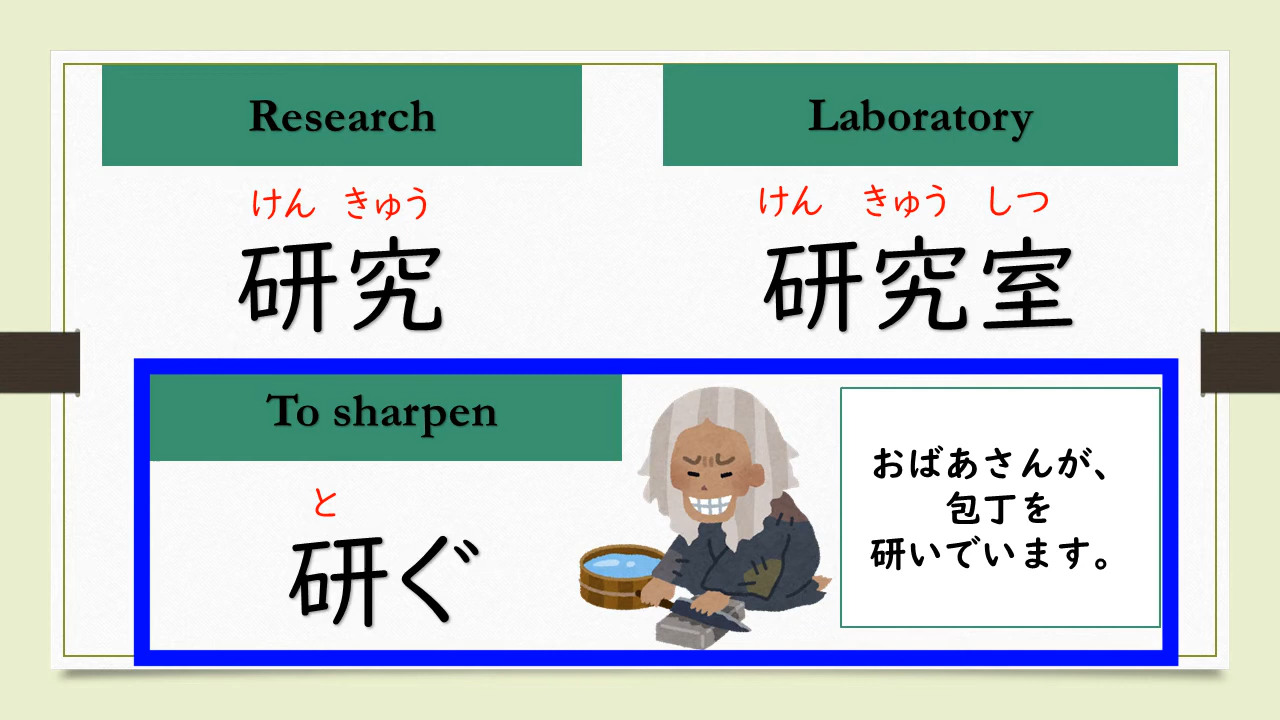 Research
けん きゅう
研究
Laboratory
けん きゅう しつ
研究室
To sharpen
と
研ぐ
おばあさんが、
包丁を
研いでいます。